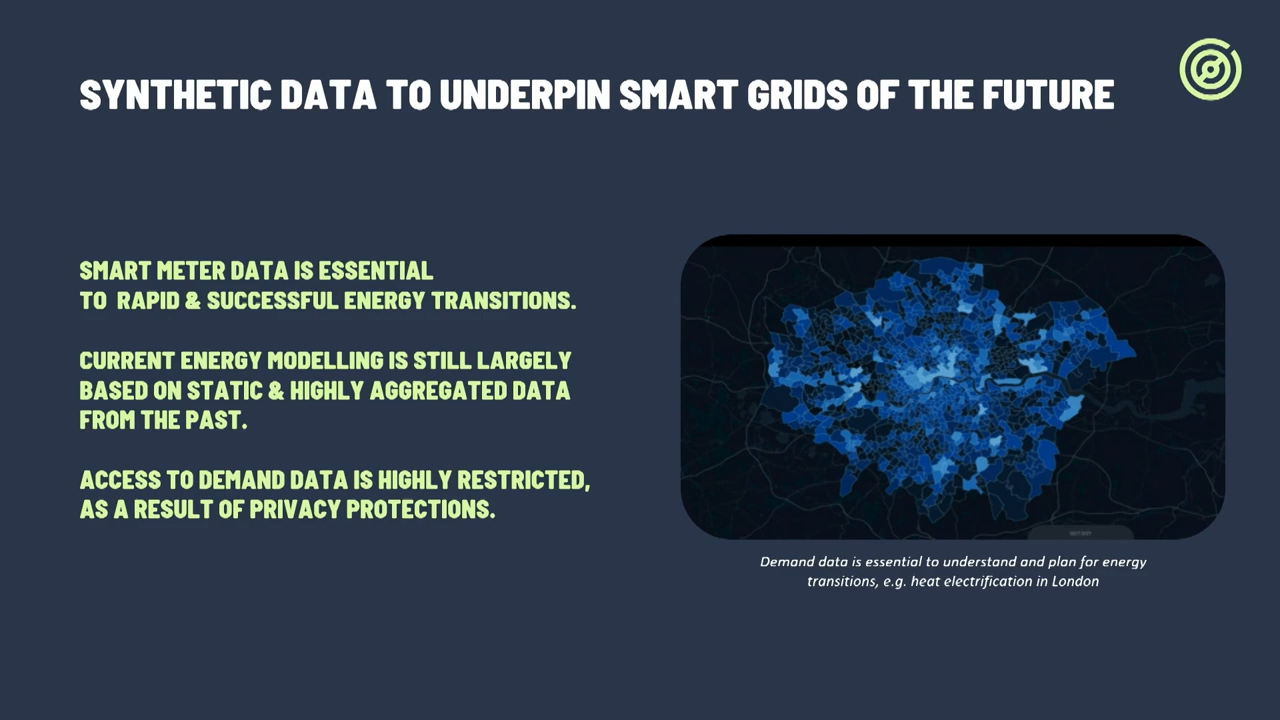 SYNTHETIC DATA TO UNDERPIN SMART GRIDS OF THE FUTURE
SMART METER DATA IS ESSENTIAL
TO RAPID & SUCCESSFUL ENERGY TRANSITIONS.
CURRENT ENERGY MODELLING IS STILL LARGELY
BASED ON STATIC & HIGHLY AGGREGATED DATA
FROM THE PAST.
ACCESS TO DEMAND DATA IS HIGHLY RESTRICTED,
AS A RESULT OF PRIVACY PROTECTIONS.
Demand data is essential to understand and plan for energy
transitions, e.g. heat electrification in London